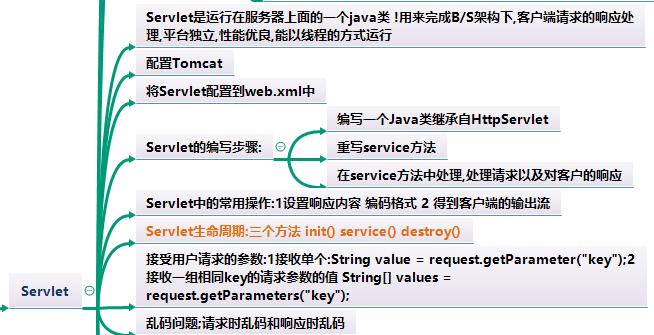 Servlet是运行在服务器上面的一个java类 !用来完成B/S架构下,客户端请求的响应处
理,平台独立,性能优良,能以线程的方式运行
配置Tomcat
将Servlet配置到web.xml中
Servlet的编写步骤:
编写一个Java类继承自HttpServlet
重写service方法
在service方法中处理,处理请求以及对客户的响应
Servlet中的常用操作:1设置响应内容 编码格式 2 得到客户端的输出流
Servlet生命周期:三个方法 init() service() destroy()
接受用户请求的参数:1接收单个:String value = request.getParameter("key");2
接收一组相同key的请求参数的值 String[] values =
request.getParameters("key");
Servlet
乱码问题;请求时乱码和响应时乱码